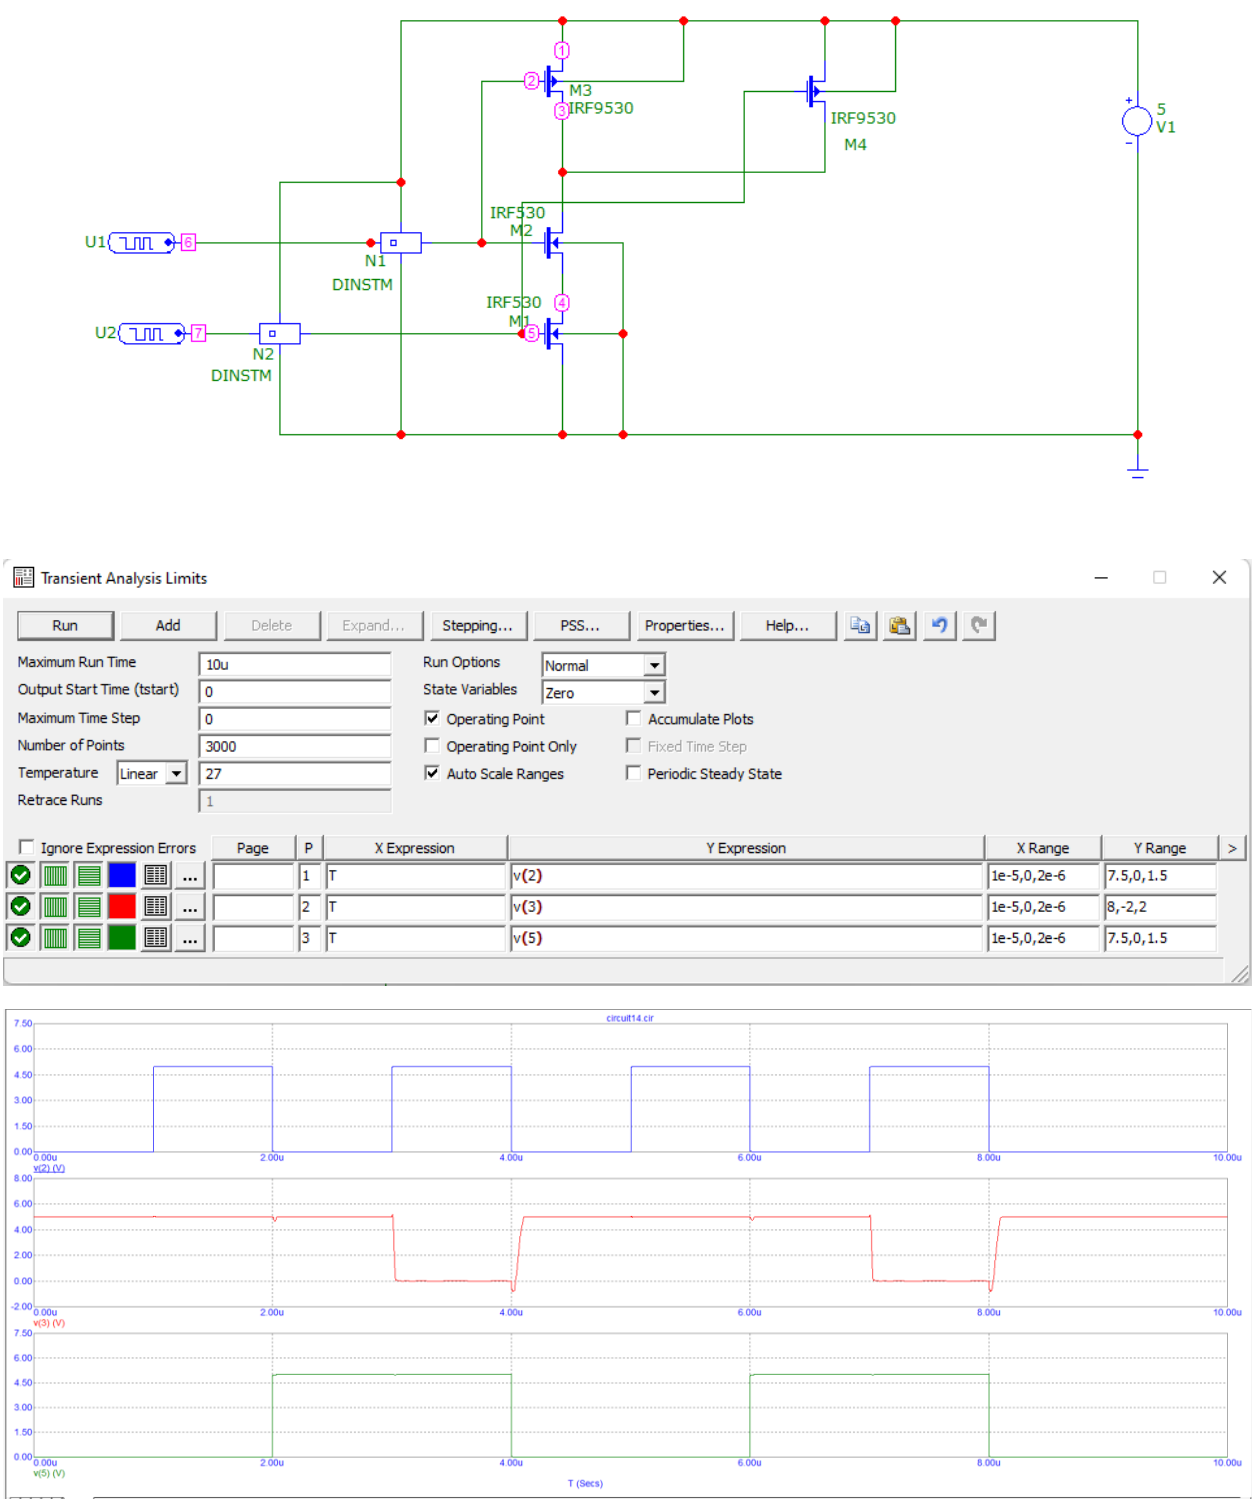 1
2
M3
3
IRF9530
IRF9530
M4
5
V1
+
-
IRF530
M2
U1
6
N1
DINSTM
IRF530
4
M1
U2
7
5
N2
DINSTM
Transient Analysis Limits
Run Add Delete Expand... Stepping... PSS... Properties... Help...
Maximum Run Time 10u Run Options Normal
Output Start Time (tstart) 0 State Variables Zero
Maximum Time Step 0 Operating Point Accumulate Plots
Number of Points 3000 Operating Point Only Fixed Time Step
Temperature Linear 27 Auto Scale Ranges Periodic Steady State
Retrace Runs 1
Ignore Expression Errors Page P X Expression Y Expression X Range Y Range >
... 1 T v(2) 1e-5,0,2e-6 7.5,0,1.5
... 2 T v(3) 1e-5,0,2e-6 8,-2,2
... 3 T v(5) 1e-5,0,2e-6 7.5,0,1.5
circuit14.cir
7.50
6.00
4.50
3.00
1.50
0.00
0.00u 2.00u 4.00u 6.00u 8.00u 10.00u
v(2) (V)
8.00
6.00
4.00
2.00
0.00
-2.00
0.00u 2.00u 4.00u 6.00u 8.00u 10.00u
v(3) (V)
7.50
6.00
4.50
3.00
1.50
0.00
0.00u 2.00u 4.00u 6.00u 8.00u 10.00u
v(5) (V)
T (Secs)